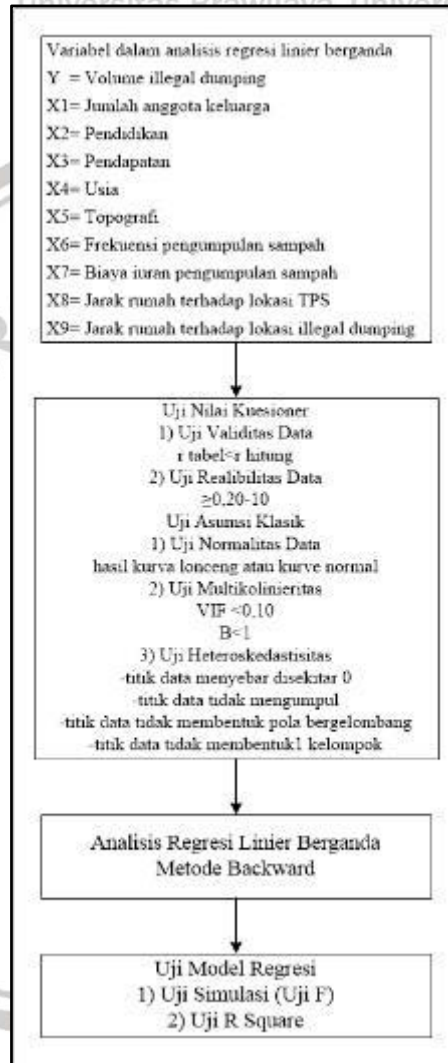 Variabel dalam analisis regresi linier berganda
Y = Volume illegal dumping
X1= Jumlah anggota keluarga
X2= Pendidikan
X3= Pendapatan
X4= Usia
X5= Topografi
X6= Frekuensi pengumpulan sampah
X7= Biaya iuran pengumpulan sampah
X8= Jarak rumah terhadap lokasi TPS
X9= Jarak rumah terhadap lokasi illegal dumping
Uji Nilai Kuesioner
1) Uji Validitas Data
r tabel<r hitung
2) Uji Realibilitas Data
≥0,20-10
Uji Asumsi Klasik
1) Uji Normalitas Data
hasil kurva lonceng atau kurve normal
2) Uji Multikolinieritas
VIF <0,10
B<1
3) Uji Heteroskedastisitas
-titik data menyebar disekitar 0
-titik data tidak mengumpul
-titik data tidak membentuk pola bergelombang
-titik data tidak membentuk1 kelompok
Analisis Regresi Linier Berganda
Metode Backward
Uji Model Regresi
1) Uji Simulasi (Uji F)
2) Uji R Square